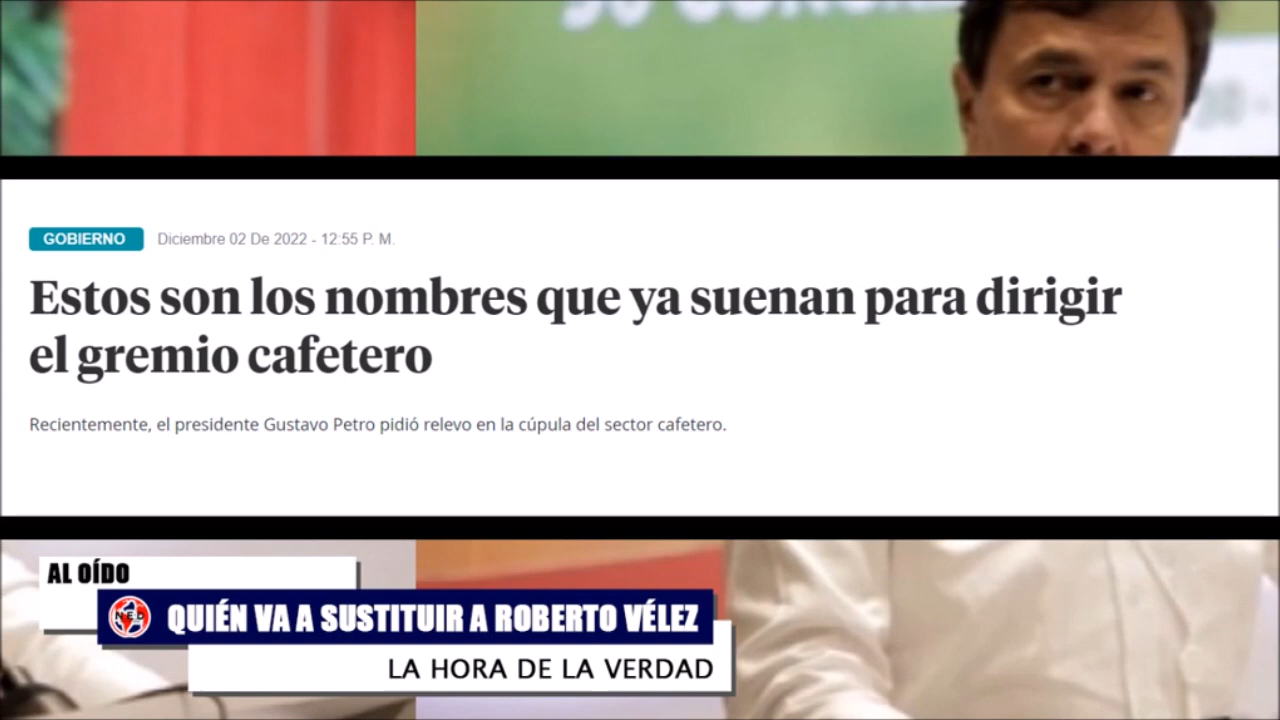 GOBIERNO Diciembre 02 De 2022 - 12:55 P. M.
Estos son los nombres que ya suenan para dirigir
el gremio cafetero
Recientemente, el presidente Gustavo Petro pidió relevo en la cúpula del sector cafetero.
AL OÍDO
QUIÉN VA A SUSTITUIR A ROBERTO VÉLEZ
LA HORA DE LA VERDAD